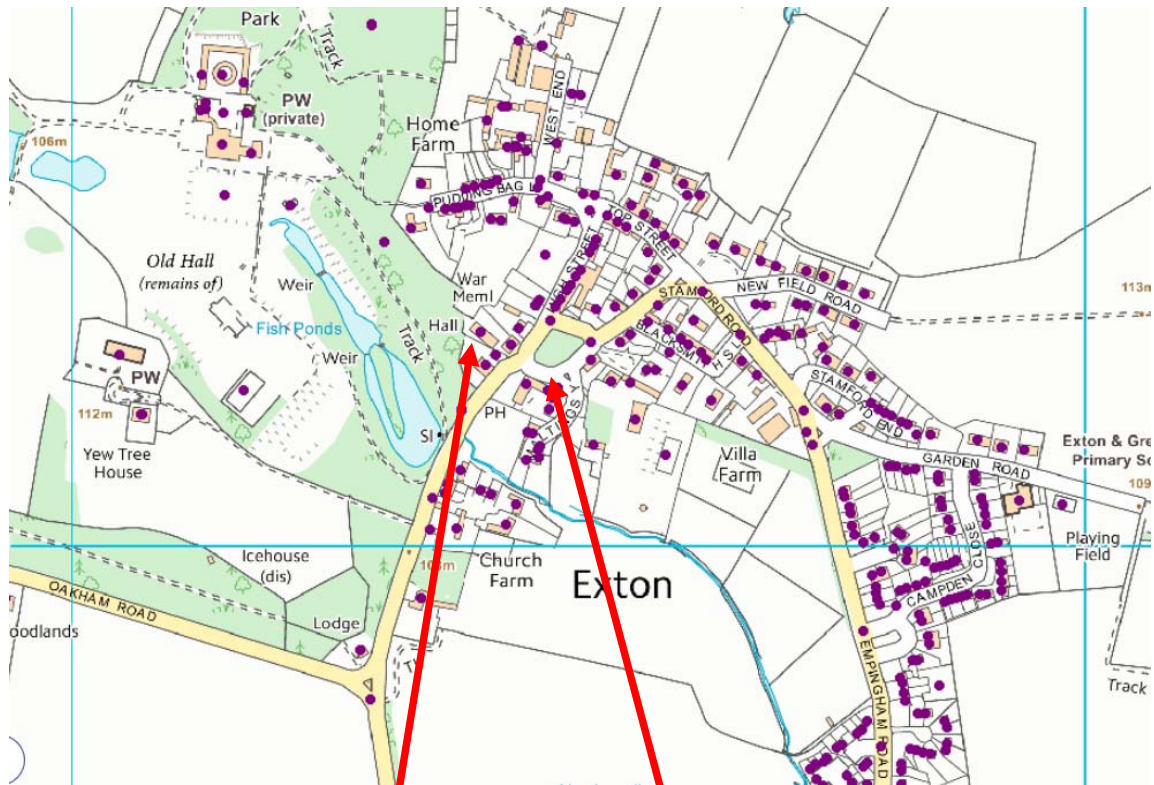 Park
Track
PW
(private)
106m
Home
Farm
WEST END
PUDDING BAG L
TOP STREET
Old Hall
(remains of)
Weir
War
Meml
HIGH STREET
STAMFORD ROAD
NEW FIELD ROAD
113m
Fish Ponds
Hall
Track
BLACKSMITH
Weir
PW
112m
Yew Tree
House
PH
SI
Villa
Farm
STAMFORD END
GARDEN ROAD
Exton & Gre
Primary Sc
109
Playing
Field
CAMPDEN CLOSE
Icehouse
(dis)
Church
Farm
Exton
OAKHAM ROAD
oodlands
Lodge
EMPINGHAM ROAD
Track